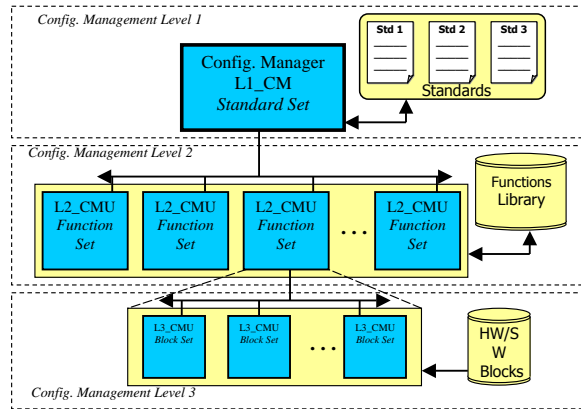 Config. Management Level 1
Std 1
Std 2
Std 3
Config. Manager
L1_CM
Standard Set
Standards
Config. Management Level 2
L2_CMU
Function
Set
L2_CMU
Function
Set
L2_CMU
Function
Set
...
L2_CMU
Function
Set
Functions
Library
L3_CMU
Block Set
L3_CMU
Block Set
...
L3_CMU
Block Set
HW/S
W
Blocks
Config. Management Level 3